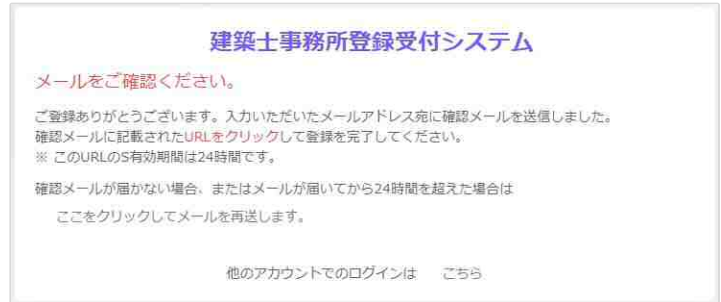 建築士事務所登録受付システム
メールをご確認ください。
ご登録ありがとうございます。入力いただいたメールアドレス宛に確認メールを送信しました。
確認メールに記載されたURLをクリックして登録を完了してください。
※ このURLのS有効期間は24時間です。
確認メールが届かない場合、またはメールが届いてから24時間を超えた場合は
ここをクリックしてメールを再送します。
他のアカウントでのログインは こちら